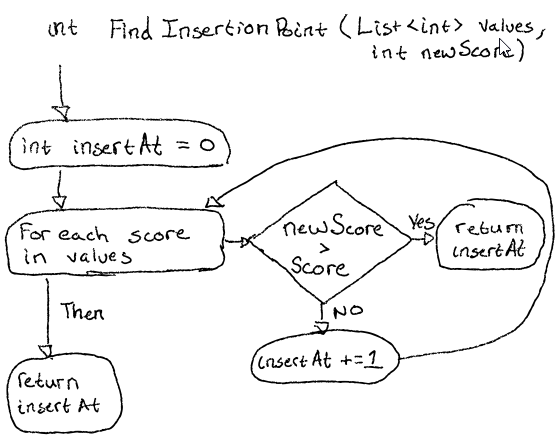 int Find Insertion Point (List<int> values,
int newScore)
int insertAt = 0
For each score
in values
newScore
>
Score
Yes
return
insertAt
Then
NO
insertAt += 1
return
insertAt